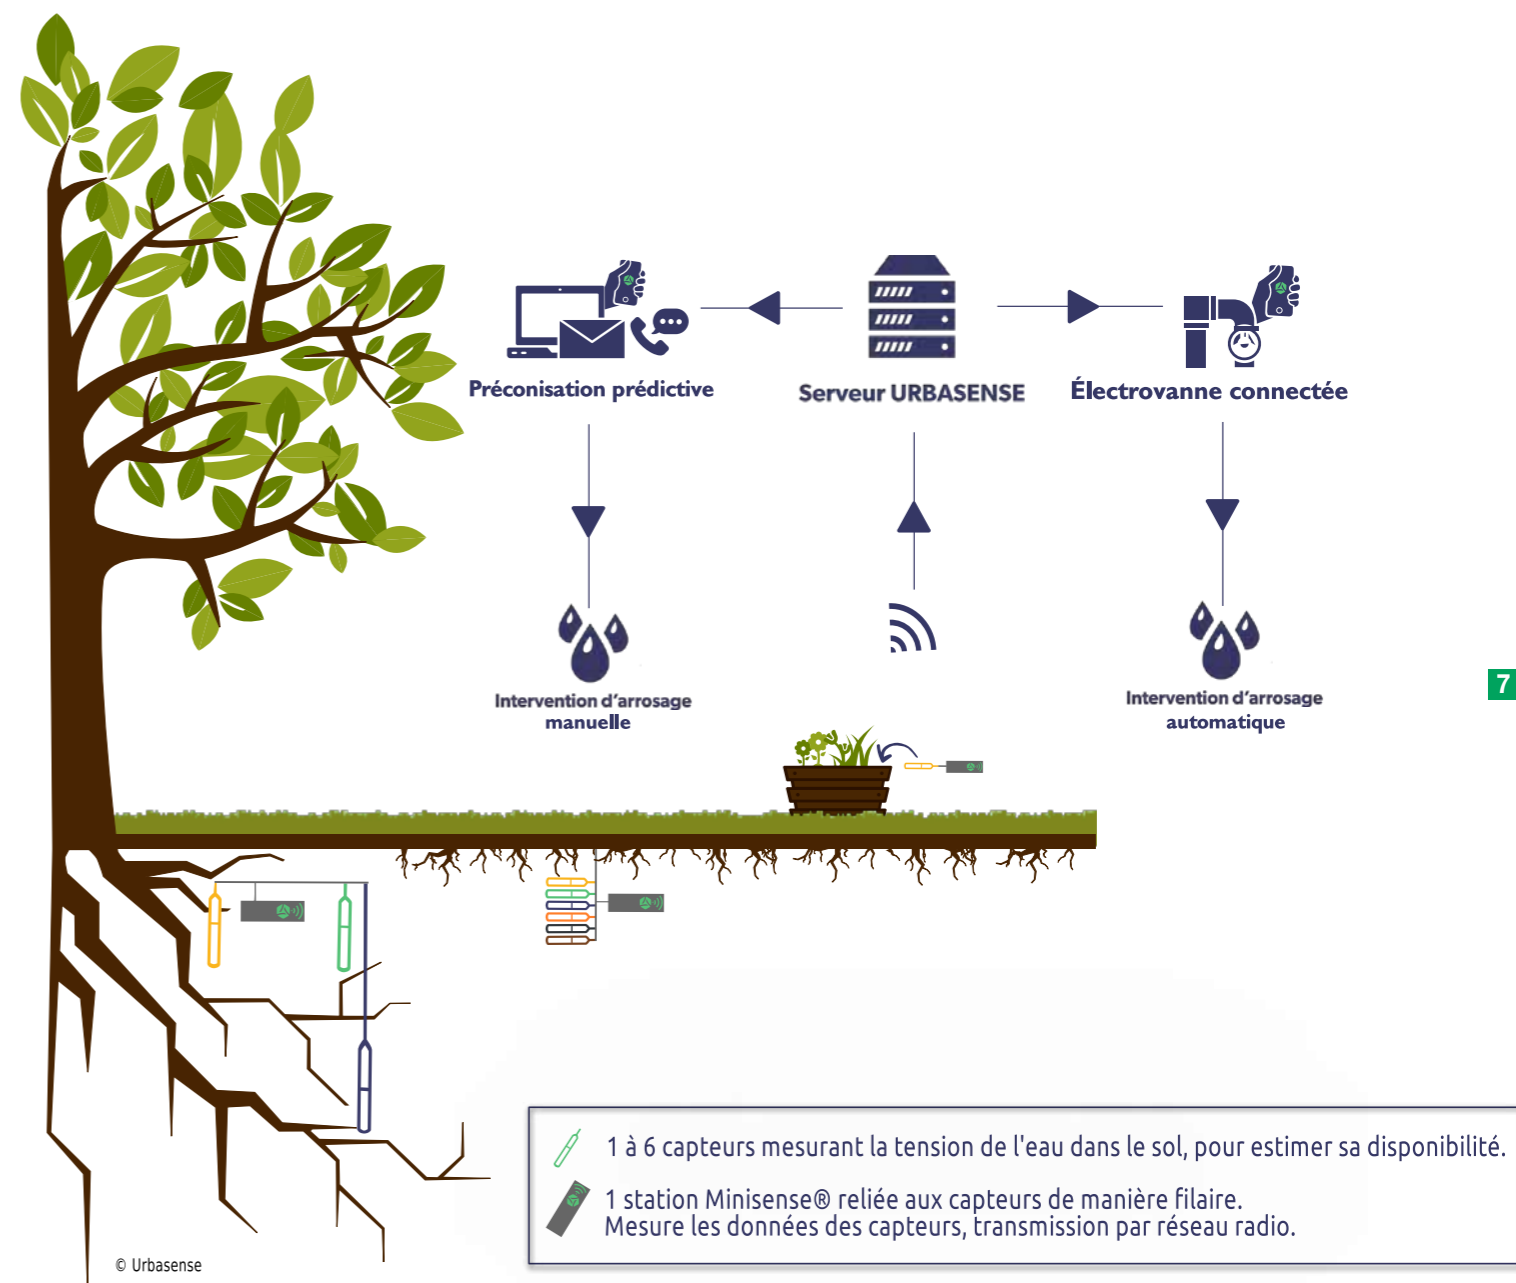 Préconisation prédictive
Serveur URBASENSE
Électrovanne connectée
Intervention d'arrosage
manuelle
Intervention d'arrosage
automatique
7
1 à 6 capteurs mesurant la tension de l'eau dans le sol, pour estimer sa disponibilité.
1 station Minisense® reliée aux capteurs de manière filaire.
Mesure les données des capteurs, transmission par réseau radio.
© Urbasense